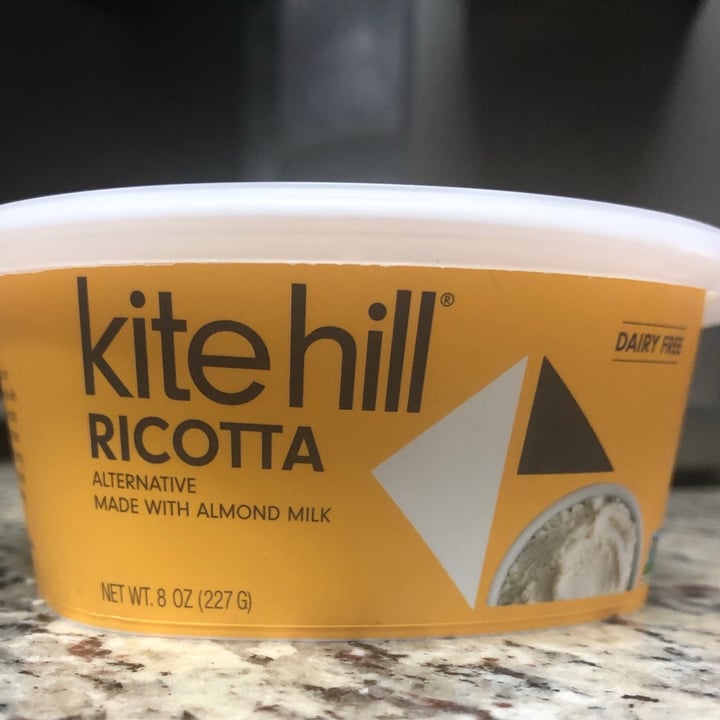 kite hill®
DAIRY FREE
RICOTTA
ALTERNATIVE
MADE WITH ALMOND MILK
NET WT. 8 OZ (227 G)